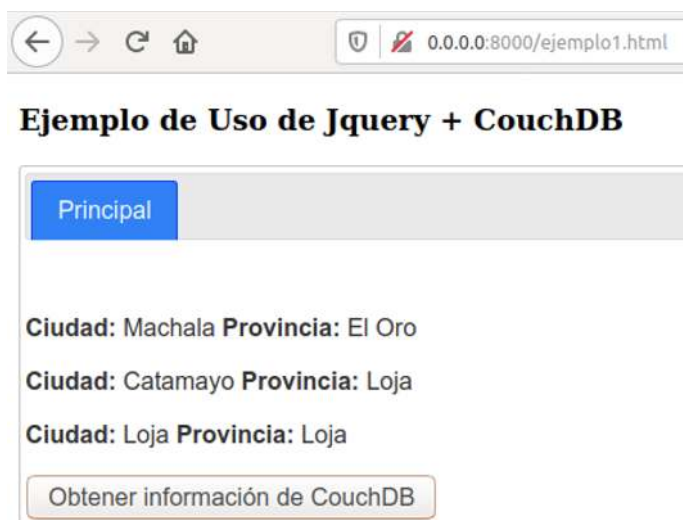 0.0.0.0:8000/ejemplo1.html
Ejemplo de Uso de Jquery + CouchDB
Principal
Ciudad: Machala Provincia: El Oro
Ciudad: Catamayo Provincia: Loja
Ciudad: Loja Provincia: Loja
Obtener información de CouchDB